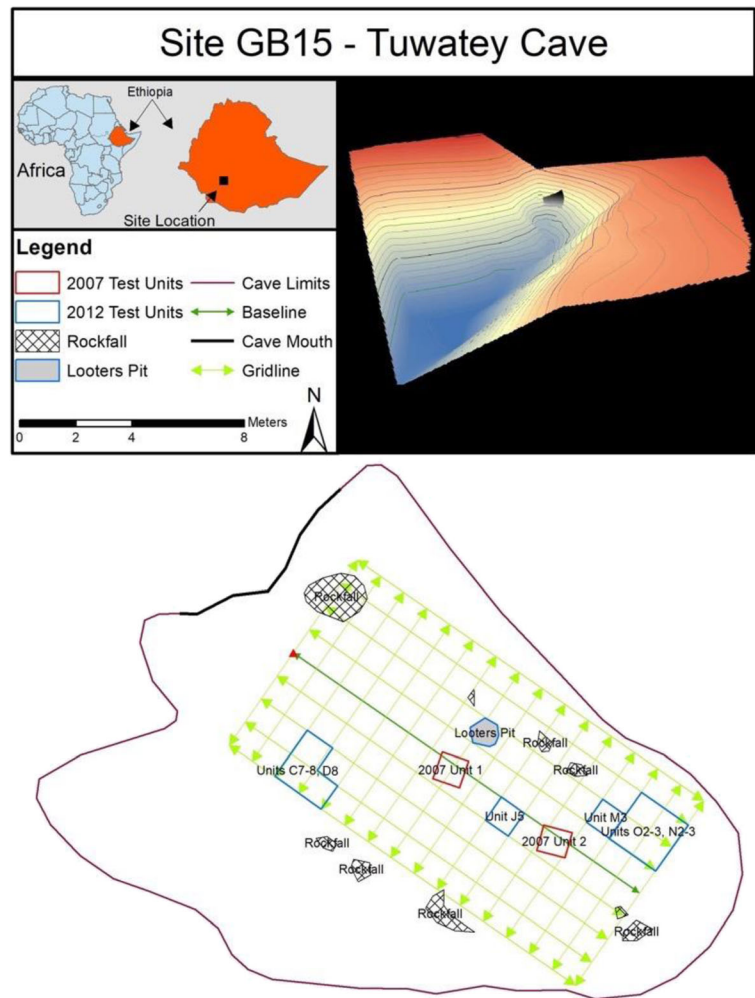 Site GB15 - Tuwatey Cave
Ethiopia
Africa
Site Location
Legend
2007 Test Units
Cave Limits
2012 Test Units
Baseline
Rockfall
Cave Mouth
Looters Pit
Gridline
Meters
0 2 4 8
N
Rockfall
Looters Pit
Rockfall
Units C7-8, D8
2007 Unit 1
Rockfall
Unit J5
Unit M3
Units O2-3, N2-3
2007 Unit 2
Rockfall
Rockfall
Rockfall
Rockfall